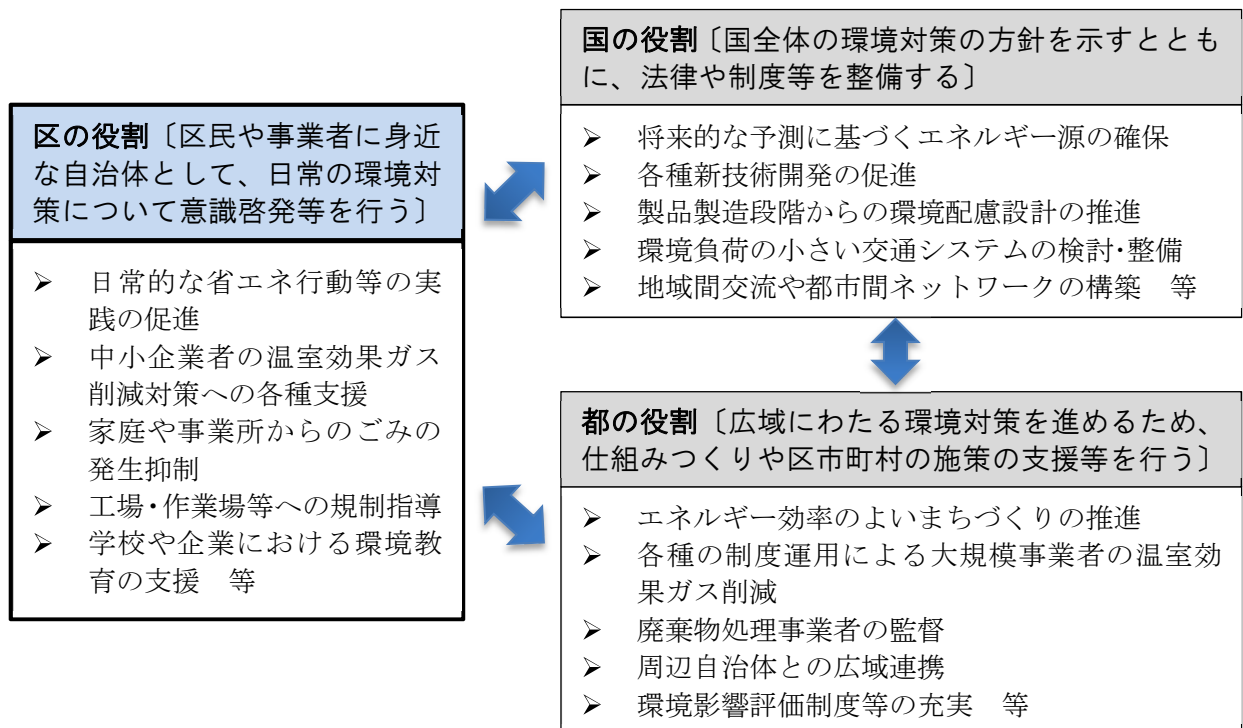 区の役割〔区民や事業者に身近
な自治体として、日常の環境対
策について意識啓発等を行う〕
➢ 日常的な省エネ行動等の実
践の促進
➢ 中小企業者の温室効果ガス
削減対策への各種支援
➢ 家庭や事業所からのごみの
発生抑制
➢ 工場・作業場等への規制指導
➢ 学校や企業における環境教
育の支援　等
国の役割〔国全体の環境対策の方針を示すととも
に、法律や制度等を整備する〕
➢ 将来的な予測に基づくエネルギー源の確保
➢ 各種新技術開発の促進
➢ 製品製造段階からの環境配慮設計の推進
➢ 環境負荷の小さい交通システムの検討・整備
➢ 地域間交流や都市間ネットワークの構築　等
都の役割〔広域にわたる環境対策を進めるため、
仕組みつくりや区市町村の施策の支援等を行う〕
➢ エネルギー効率のよいまちづくりの推進
➢ 各種の制度運用による大規模事業者の温室効
果ガス削減
➢ 廃棄物処理事業者の監督
➢ 周辺自治体との広域連携
➢ 環境影響評価制度等の充実　等